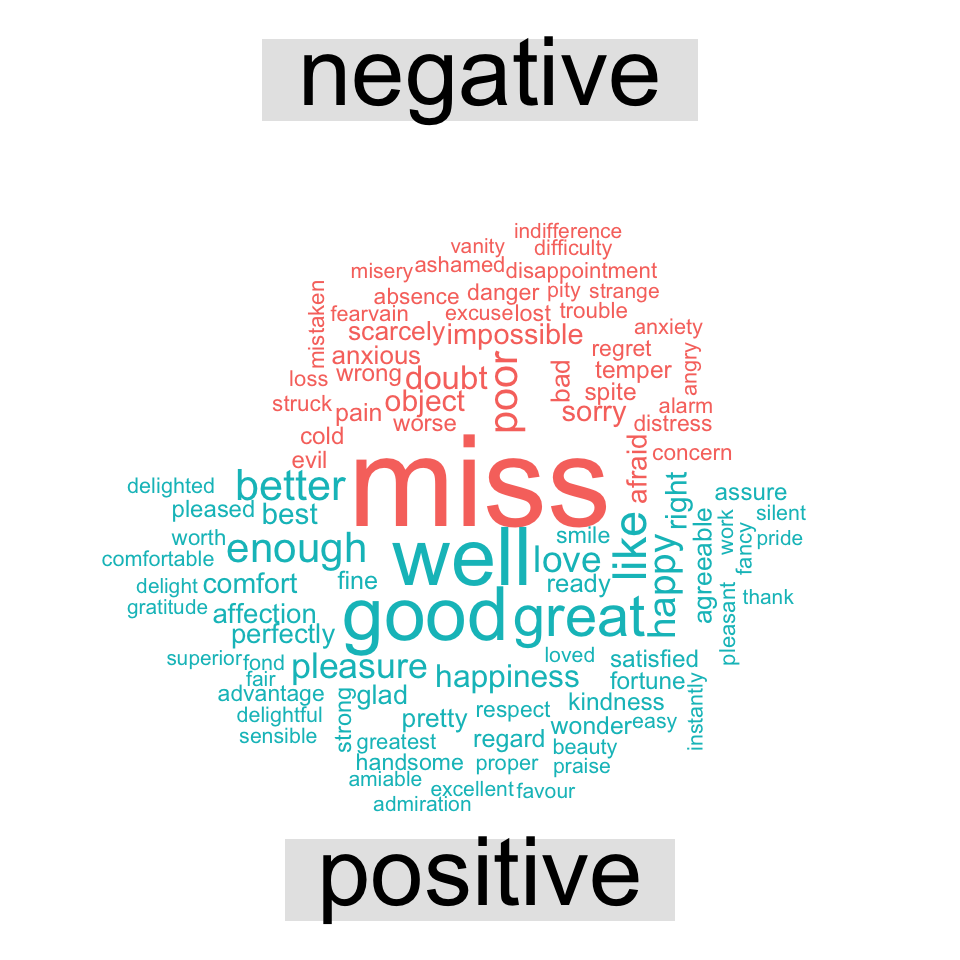 negative
indifference
vanity difficulty
misery ashamed disappointment
mistaken absence danger pity strange
fear vain excuse lost trouble
scarcely impossible anxiety
anxious regret
loss wrong doubt poor bad temper angry
struck pain object spite alarm
worse sorry distress
cold miss afraid concern
evil
delighted better right assure
pleased best silent
worth enough well smile like agreeable work pride
comfortable love happy fancy
delight comfort fine ready thank
gratitude affection good great pleasant
perfectly
superior fond pleasure loved satisfied
fair happiness fortune
advantage glad kindness instantly
delightful strong pretty respect wonder easy
sensible greatest regard beauty
handsome proper praise
amiable excellent favour
admiration
positive